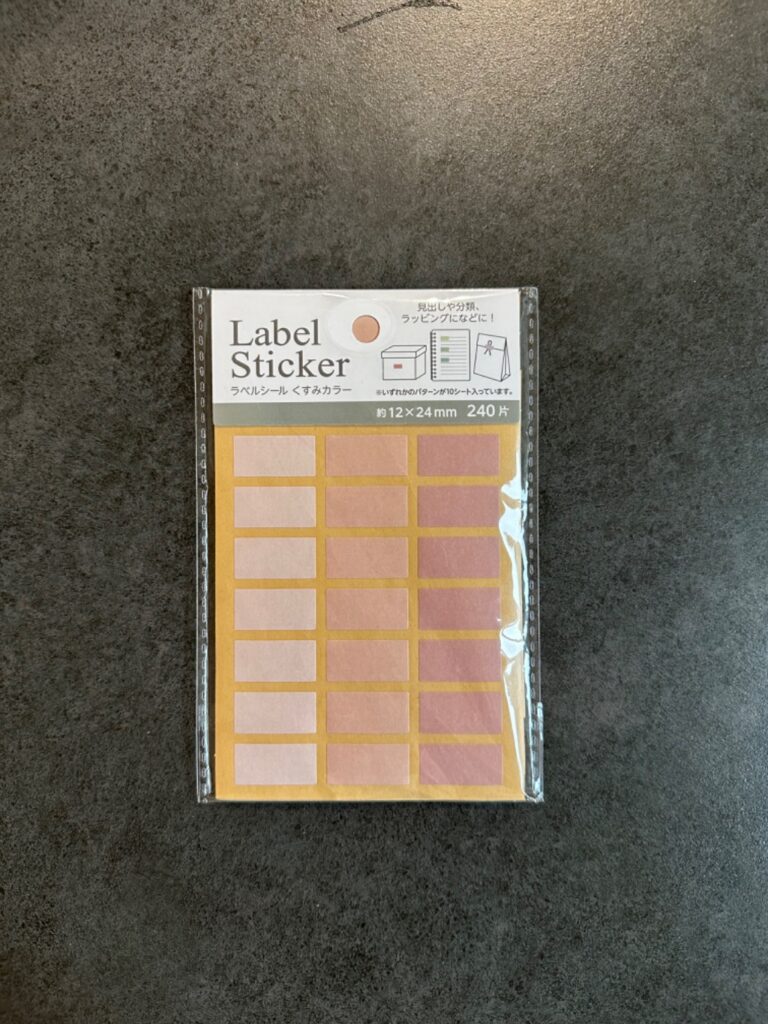 Label
Sticker
ラベルシール くすみカラー
見出しや分類、
ラッピングになどに！
※いずれかのパターンが10シート入っています。
約12×24mm 240片